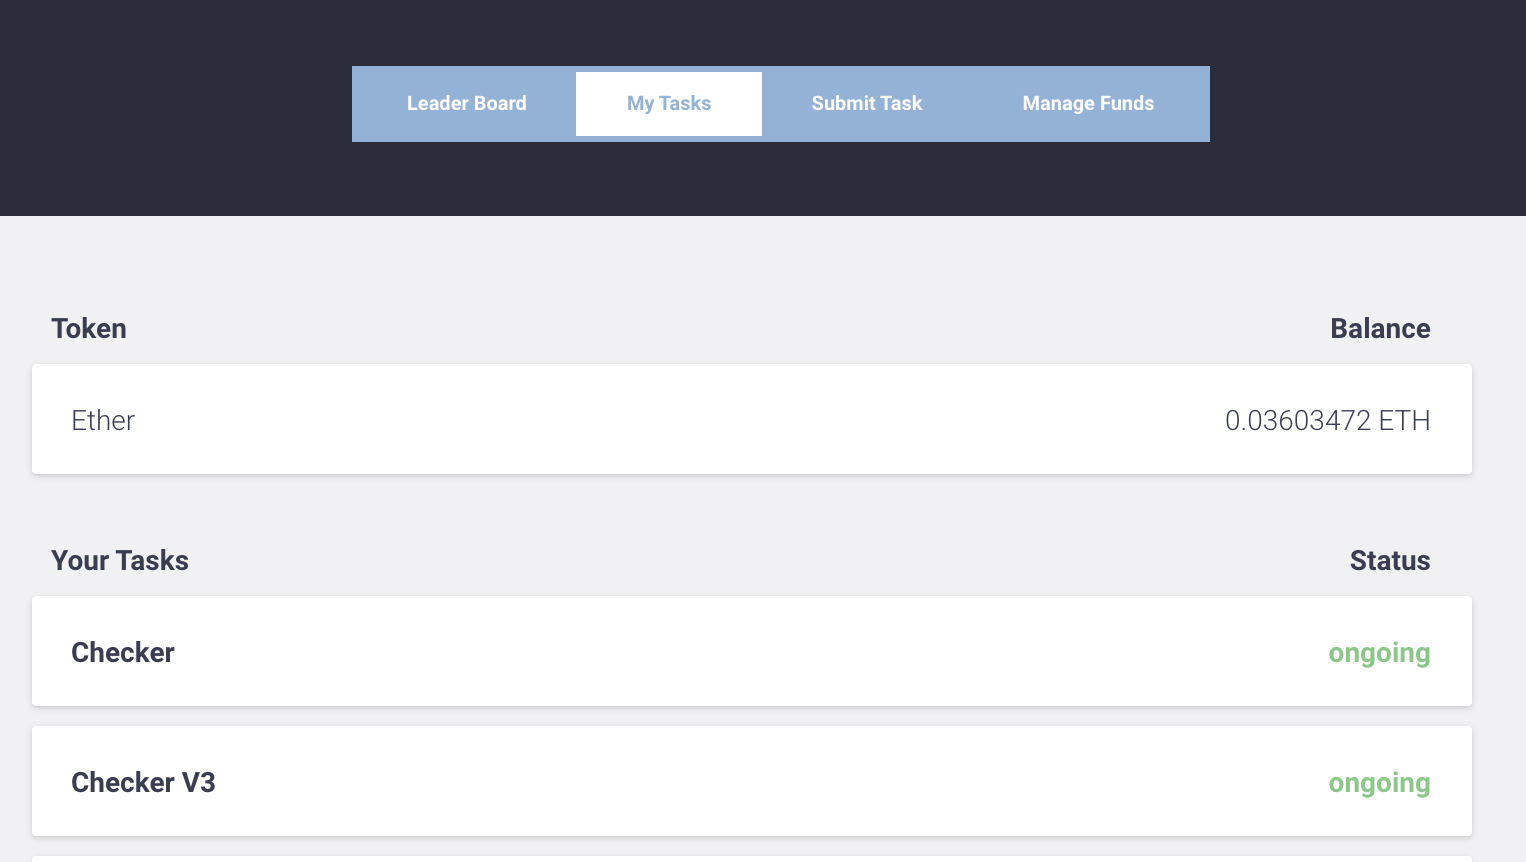 Leader Board My Tasks Submit Task Manage Funds
Token Balance
Ether 0.03603472 ETH
Your Tasks Status
Checker ongoing
Checker V3 ongoing